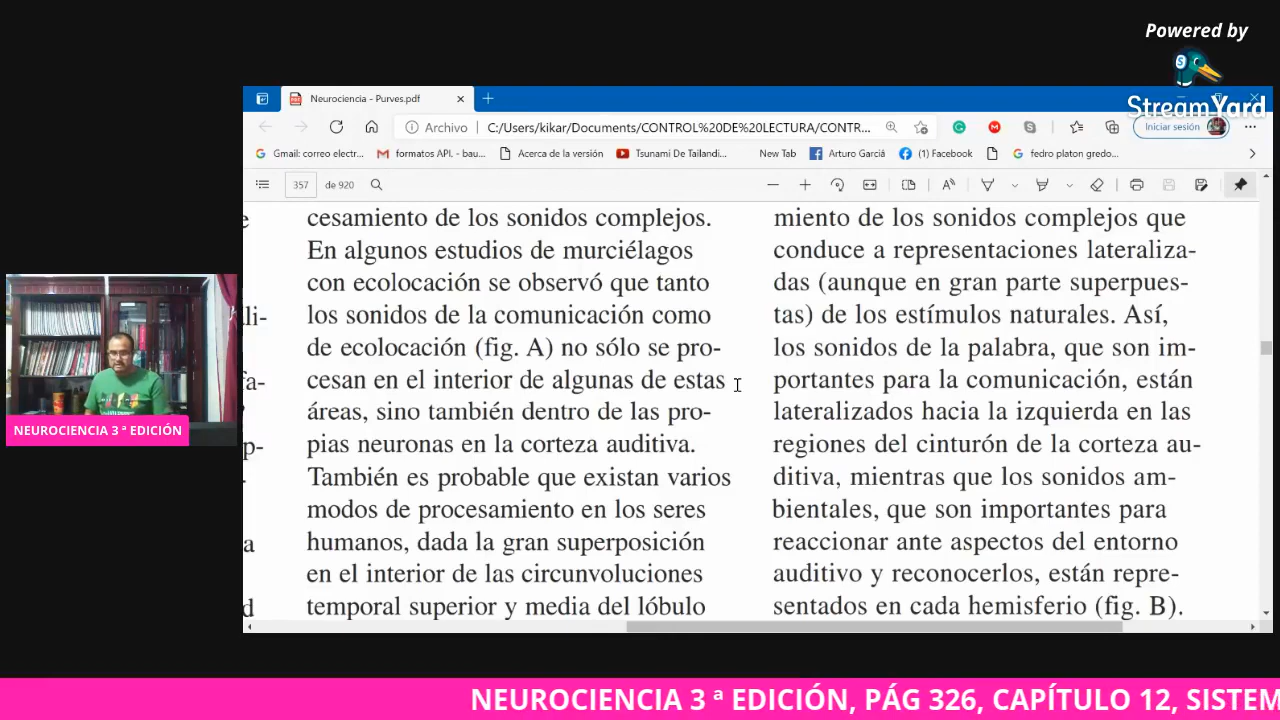 Powered by
StreamYard
Neurociencia - Purves.pdf
Archivo
C:/Users/kikar/Documents/CONTROL%20DE%20LECTURA/CONTR...
Iniciar sesión
Gmail: correo electr...
formatos API. - bau...
Acerca de la versión
Tsunami De Tailandi...
New Tab
Arturo Garciá
(1) Facebook
fedro platon gredo...
357
de 920
e
li-
fa-
p-
a
d
cesamiento de los sonidos complejos.
En algunos estudios de murciélagos
con ecolocación se observó que tanto
los sonidos de la comunicación como
de ecolocación (fig. A) no sólo se pro-
cesan en el interior de algunas de estas
áreas, sino también dentro de las pro-
pias neuronas en la corteza auditiva.
También es probable que existan varios
modos de procesamiento en los seres
humanos, dada la gran superposición
en el interior de las circunvoluciones
temporal superior y media del lóbulo
miento de los sonidos complejos que
conduce a representaciones lateraliza-
das (aunque en gran parte superpues-
tas) de los estímulos naturales. Así,
los sonidos de la palabra, que son im-
portantes para la comunicación, están
lateralizados hacia la izquierda en las
regiones del cinturón de la corteza au-
ditiva, mientras que los sonidos am-
bientales, que son importantes para
reaccionar ante aspectos del entorno
auditivo y reconocerlos, están repre-
sentados en cada hemisferio (fig. B).
NEUROCIENCIA 3 ª EDICIÓN
NEUROCIENCIA 3 ª EDICIÓN, PÁG 326, CAPÍTULO 12, SISTEM